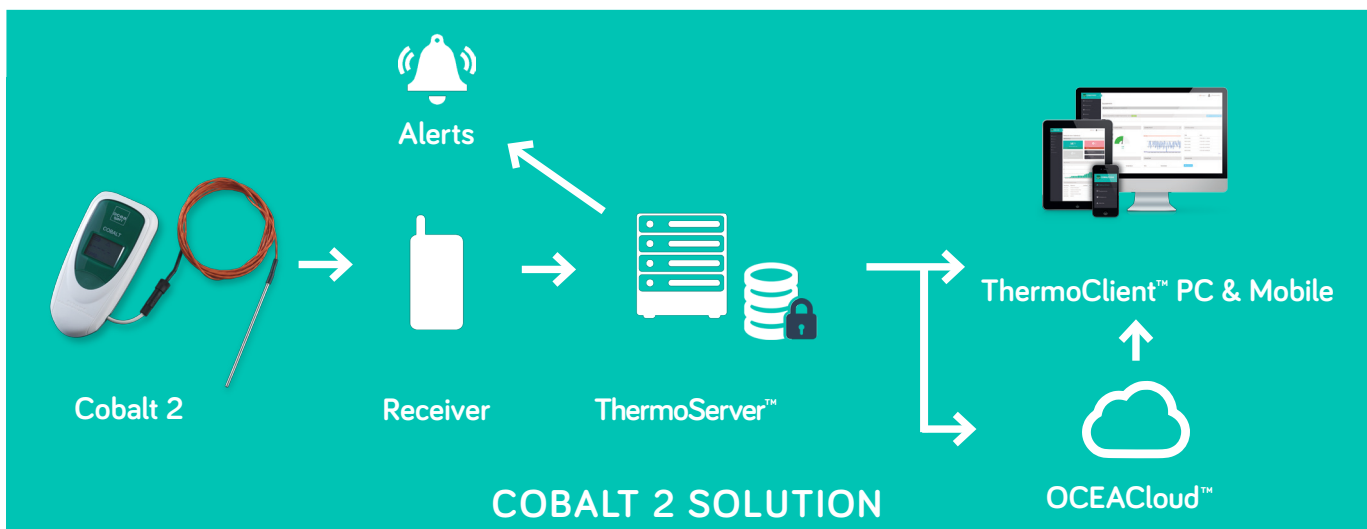 Alerts
COBALT
ThermoClient™ PC & Mobile
Cobalt 2
Receiver
ThermoServer™
OCEACloud™
COBALT 2 SOLUTION